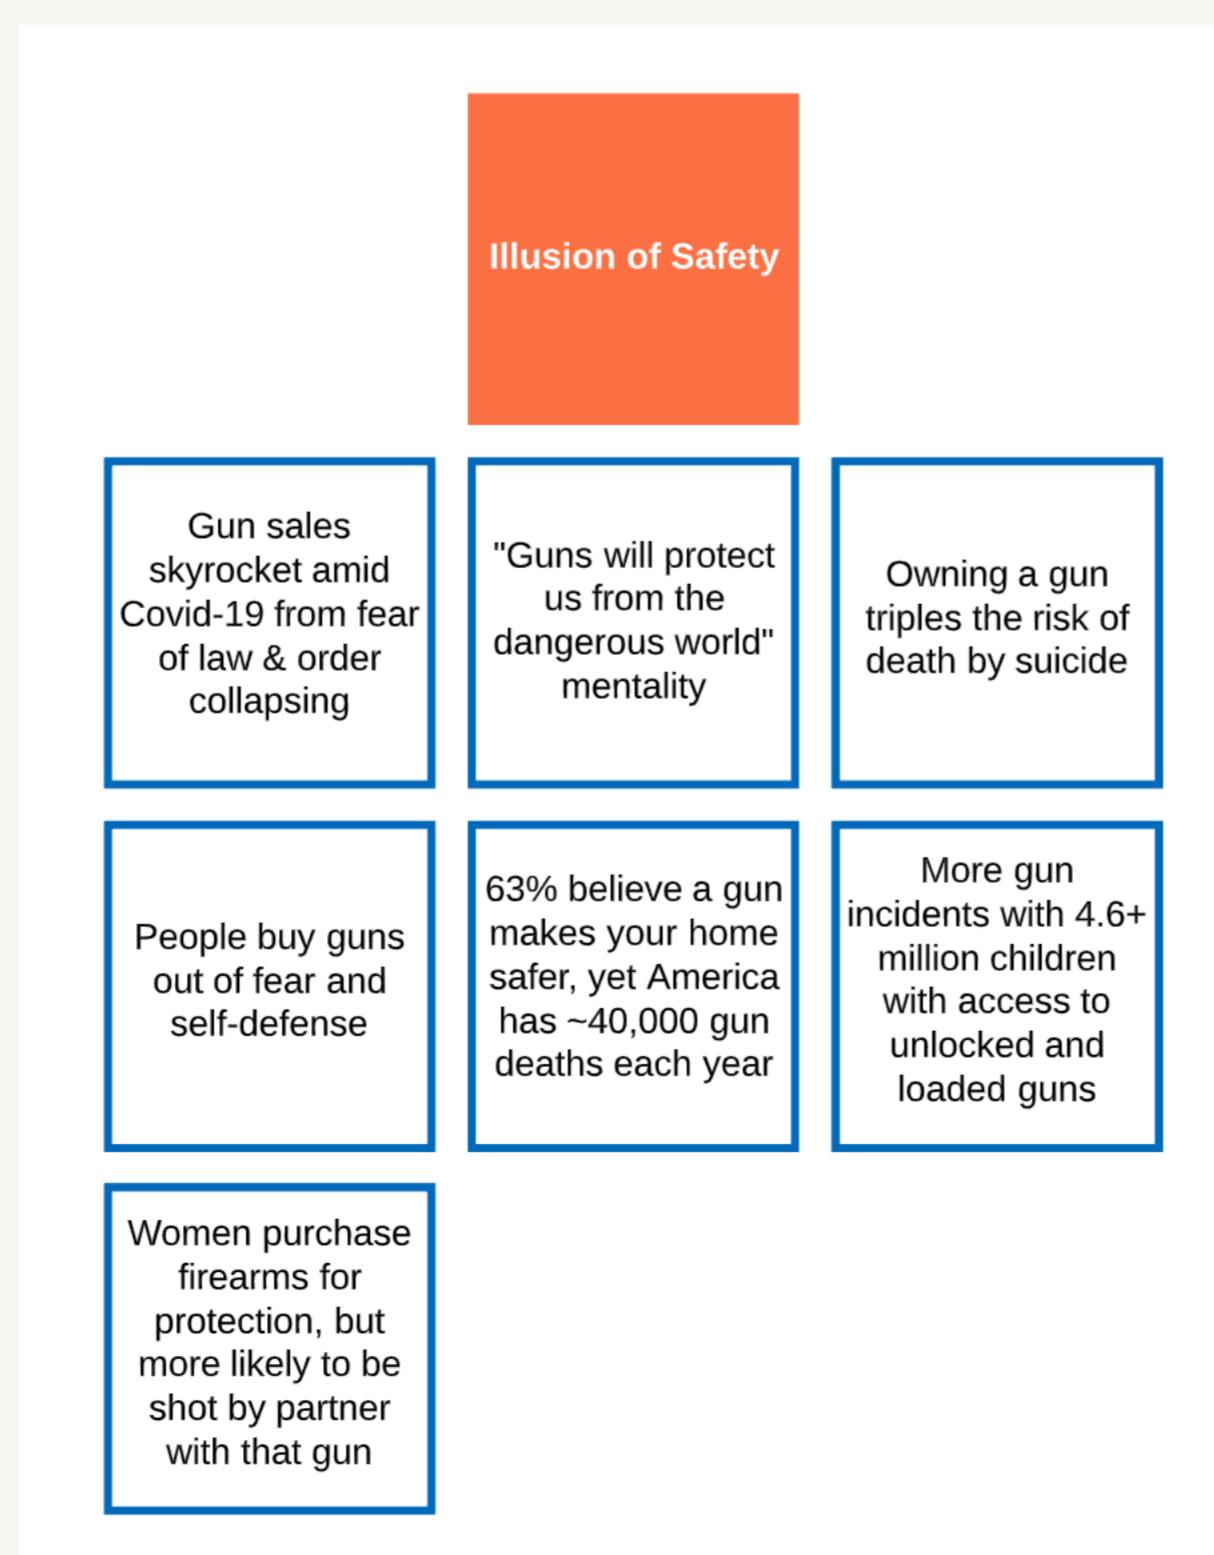 Illusion of Safety
Gun sales
skyrocket amid
Covid-19 from fear
of law & order
collapsing
"Guns will protect
us from the
dangerous world"
mentality
Owning a gun
triples the risk of
death by suicide
People buy guns
out of fear and
self-defense
63% believe a gun
makes your home
safer, yet America
has ~40,000 gun
deaths each year
More gun
incidents with 4.6+
million children
with access to
unlocked and
loaded guns
Women purchase
firearms for
protection, but
more likely to be
shot by partner
with that gun